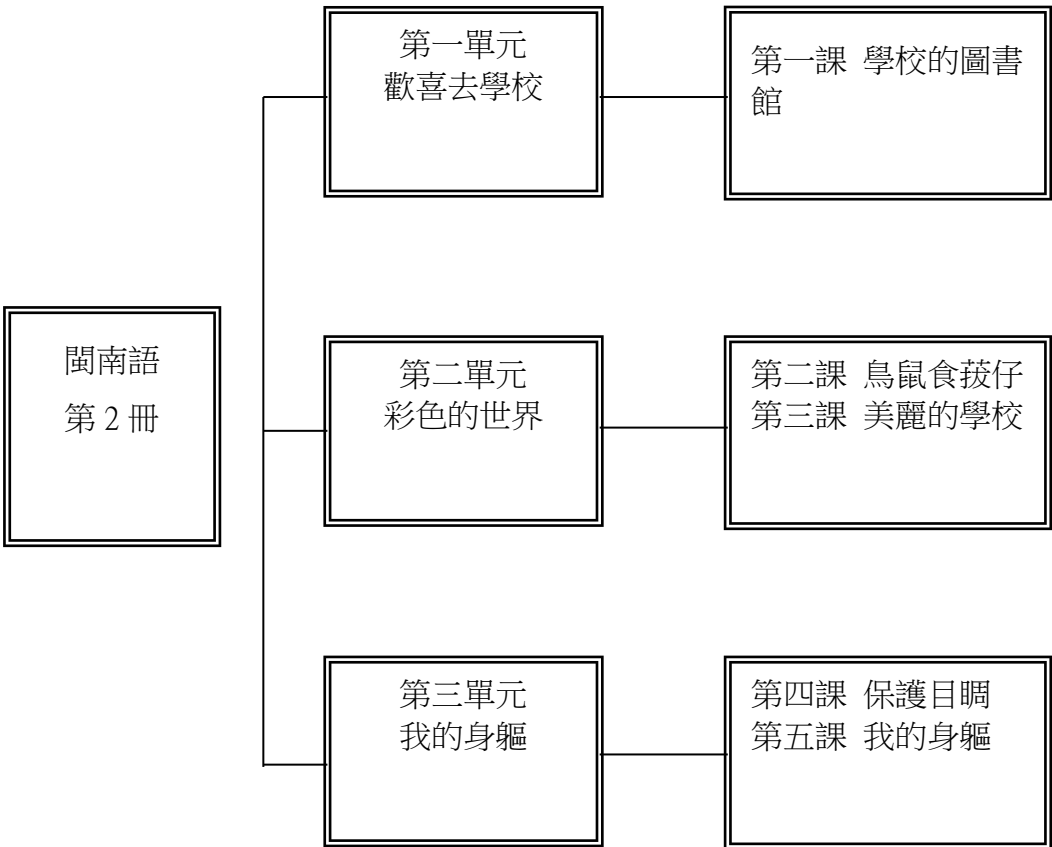 第一單元
歡喜去學校
第一課 學校的圖書
館
閩南語
第 2 冊
第二單元
彩色的世界
第二課 鳥鼠食菝仔
第三課 美麗的學校
第三單元
我的身軀
第四課 保護目睭
第五課 我的身軀